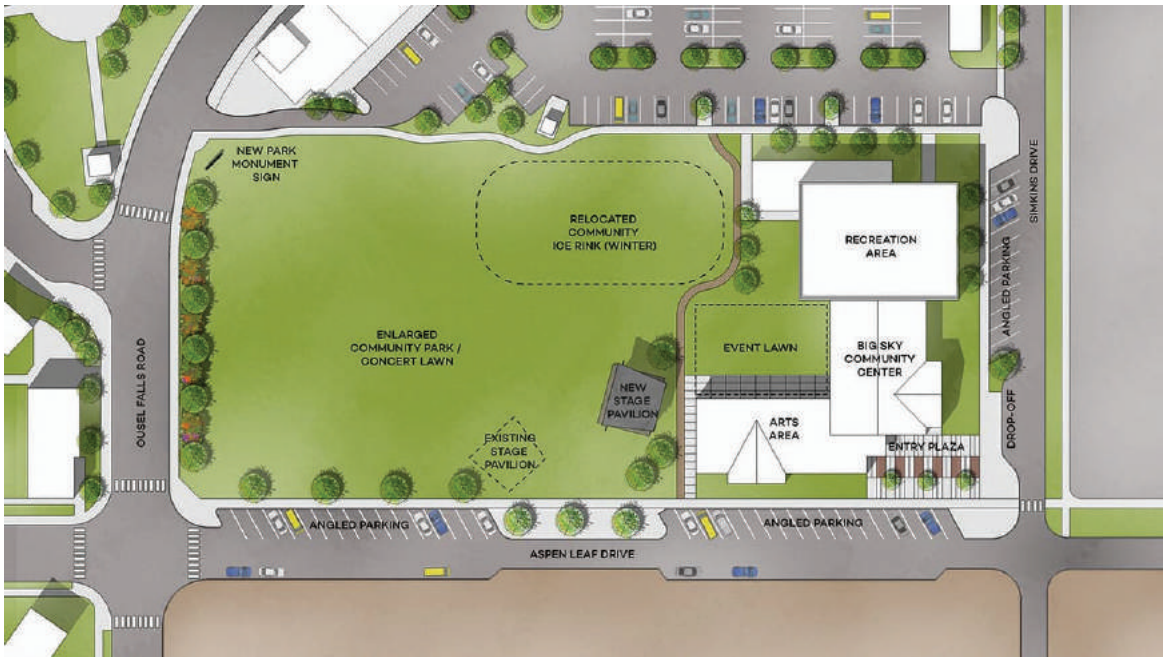 NEW PARK
MONUMENT
SIGN
RELOCATED
COMMUNITY
ICE RINK (WINTER)
RECREATION
AREA
SIMKINS DRIVE
ANGLED PARKING
ENLARGED
COMMUNITY PARK /
CONCERT LAWN
EVENT LAWN
BIG SKY
COMMUNITY
CENTER
OUSEL FALLS ROAD
NEW
STAGE
PAVILION
ARTS
AREA
DROP-OFF
EXISTING
STAGE
PAVILION
ENTRY PLAZA
ANGLED PARKING
ANGLED PARKING
ASPEN LEAF DRIVE